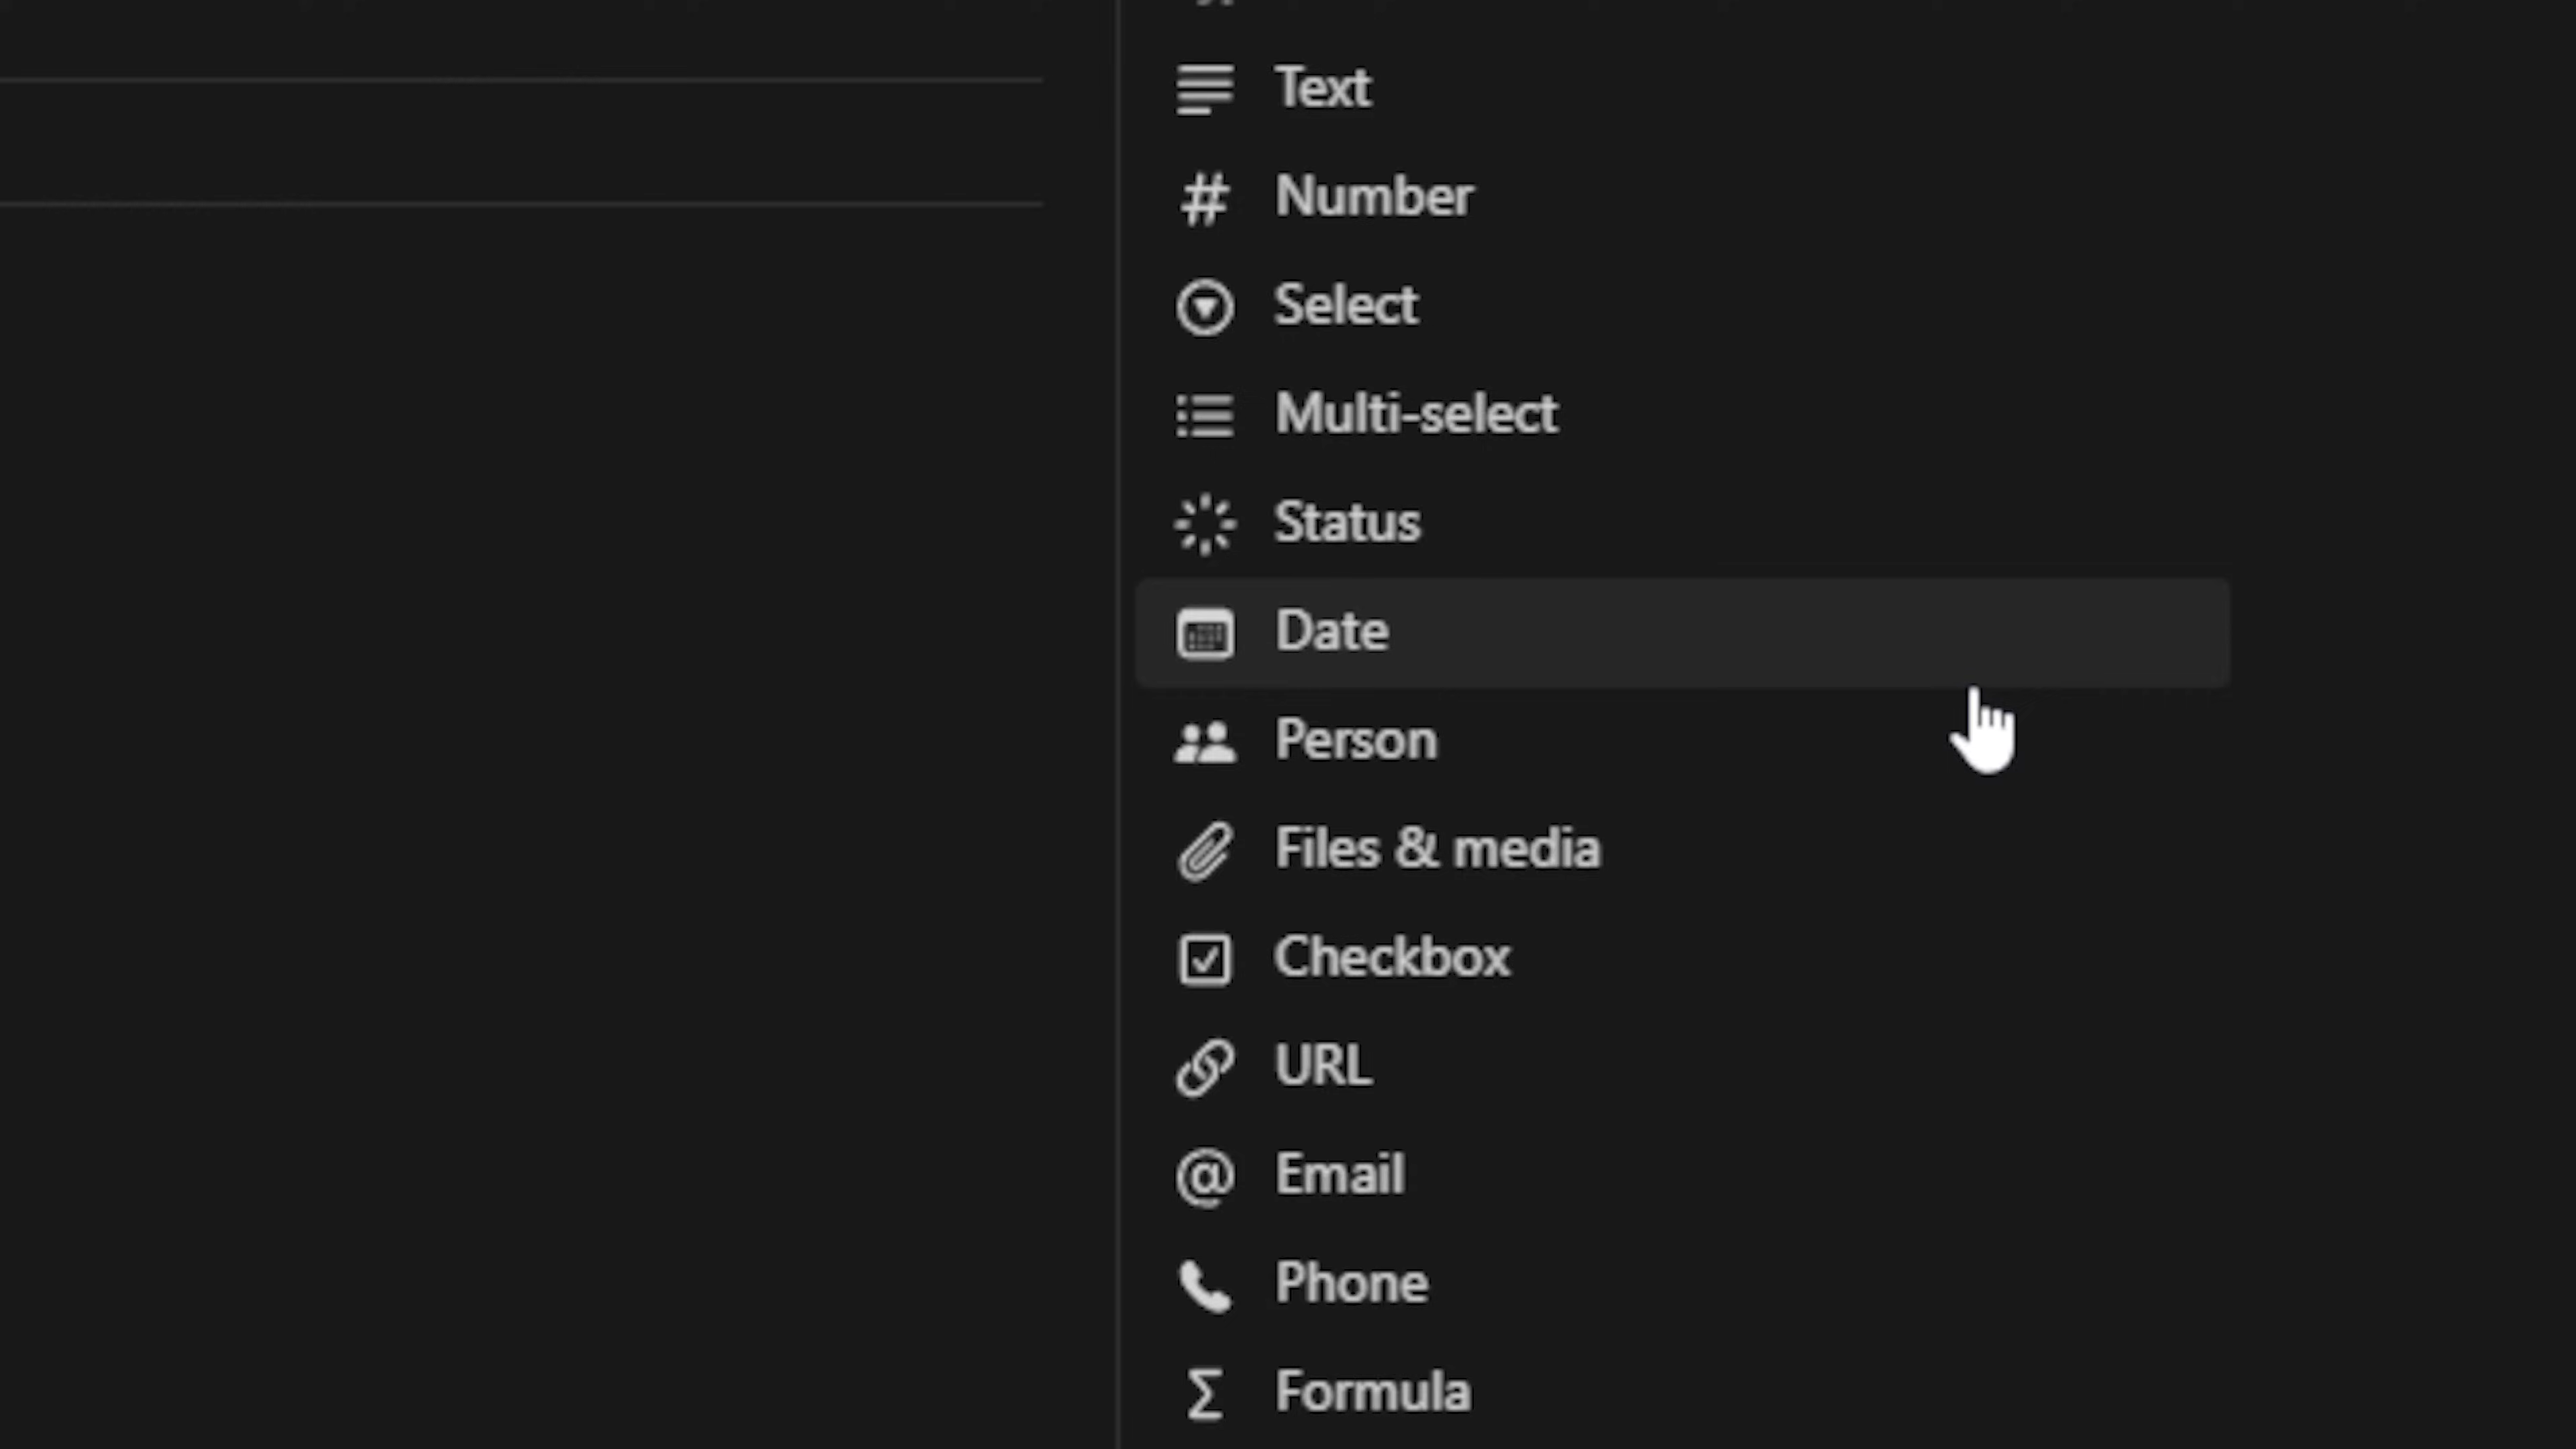 Text
Number
Select
Multi-select
Status
Date
Person
Files & media
Checkbox
URL
Email
Phone
Formula